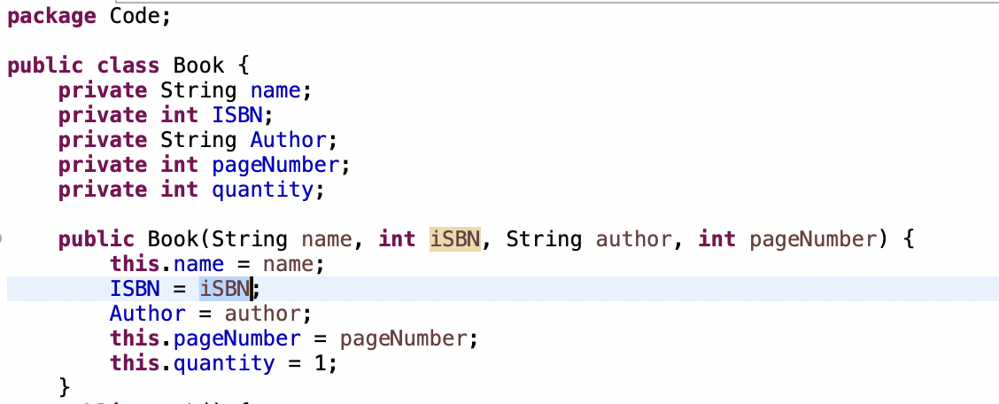 package Code;
public class Book {
private String name;
private int ISBN;
private String Author;
private int pageNumber;
private int quantity;
public Book(String name, int iSBN, String author, int pageNumber) {
this.name = name;
ISBN = iSBN;
Author = author;
this.pageNumber = pageNumber;
this.quantity = 1;
}